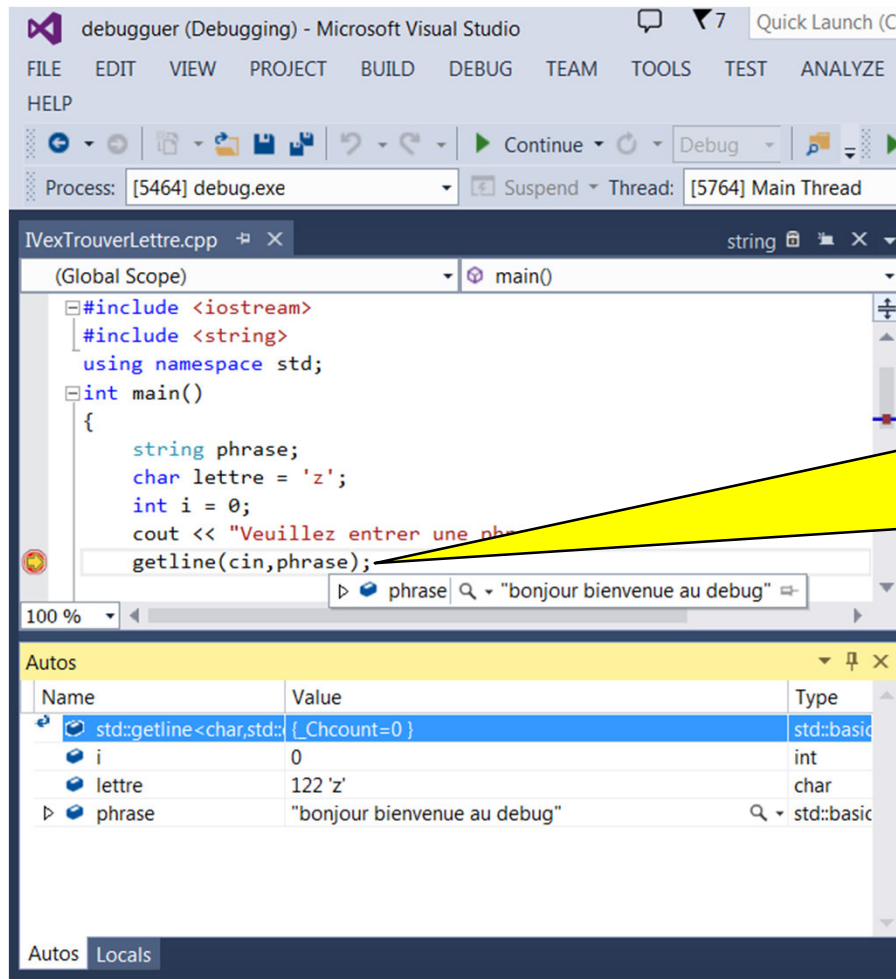 debugguer (Debugging) - Microsoft Visual Studio 7 Quick Launch (C
FILE EDIT VIEW PROJECT BUILD DEBUG TEAM TOOLS TEST ANALYZE
HELP
Continue Debug
Process: [5464] debug.exe Suspend Thread: [5764] Main Thread
IVexTrouverLettre.cpp string
(Global Scope) main()
#include <iostream>
#include <string>
using namespace std;
int main()
{
string phrase;
char lettre = 'z';
int i = 0;
cout << "Veuillez entrer une
getline(cin,phrase);
phrase "bonjour bienvenue au debug"
100 %
Autos
Name Value Type
std::getline<char,std:: {_Chcount=0 } std::basic
i 0 int
lettre 122 'z' char
phrase "bonjour bienvenue au debug" std::basic
Autos Locals